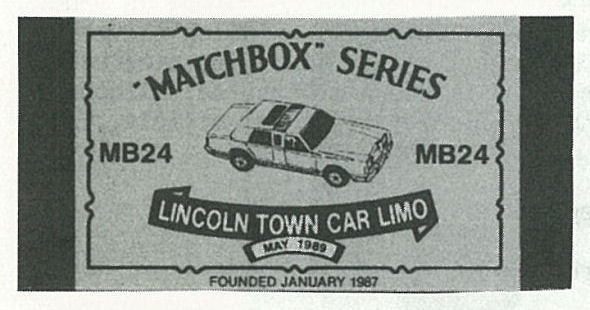 "MATCHBOX" SERIES
MB24 MB24
LINCOLN TOWN CAR LIMO
MAY 1989
FOUNDED JANUARY 1987